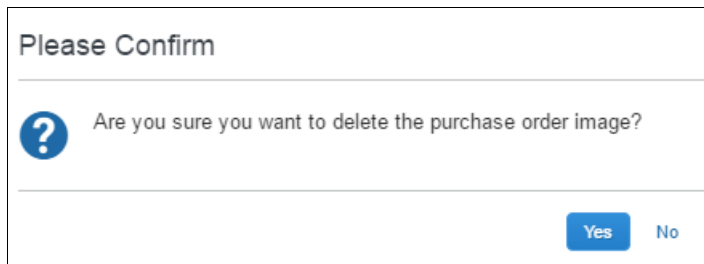 Please Confirm
Are you sure you want to delete the purchase order image?
Yes No